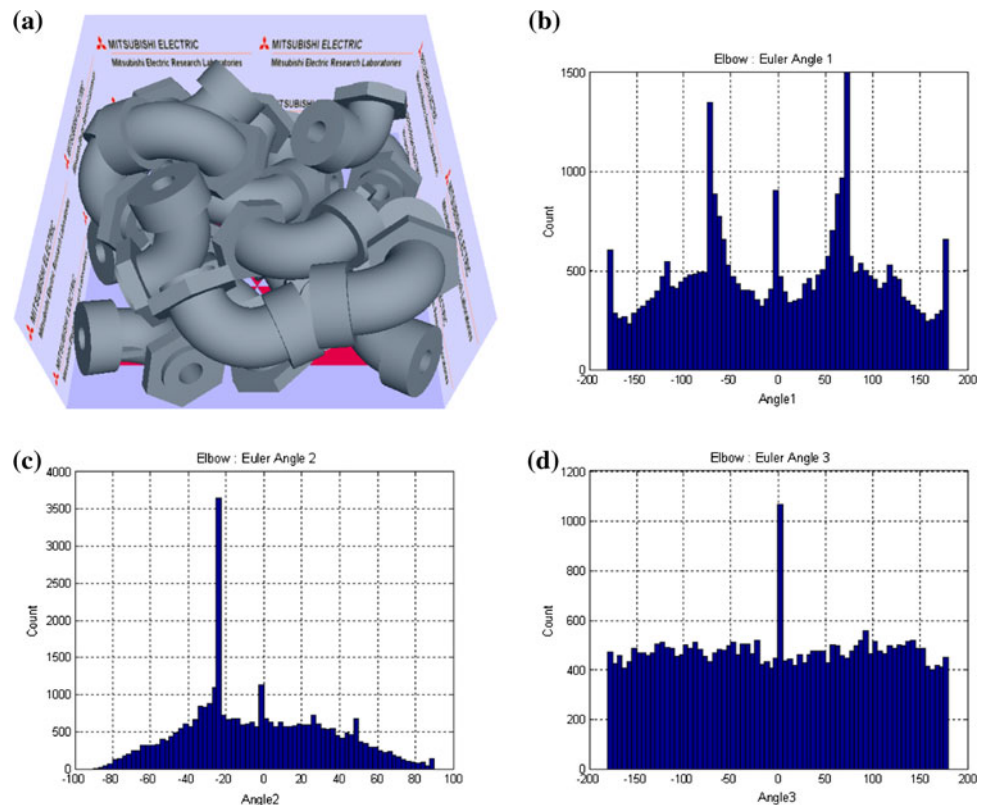 (a)
MITSUBISHI ELECTRIC
Mitsubishi Electric Research Laboratories
MITSUBISHI ELECTRIC
Mitsubishi Electric Research Laboratories
(b)
Elbow : Euler Angle 1
1500
1000
500
0
Count
-200
-150
-100
-50
0
50
100
150
200
Angle1
(c)
Elbow : Euler Angle 2
4000
3500
3000
2500
2000
1500
1000
500
0
Count
-100
-80
-60
-40
-20
0
20
40
60
80
100
Angle2
(d)
Elbow : Euler Angle 3
1200
1000
800
600
400
200
0
Count
-200
-150
-100
-50
0
50
100
150
200
Angle3